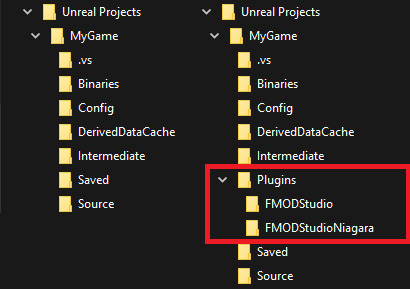 Unreal Projects
MyGame
.vs
Binaries
Config
DerivedDataCache
Intermediate
Saved
Source
Unreal Projects
MyGame
.vs
Binaries
Config
DerivedDataCache
Intermediate
Plugins
FMODStudio
FMODStudioNiagara
Saved
Source